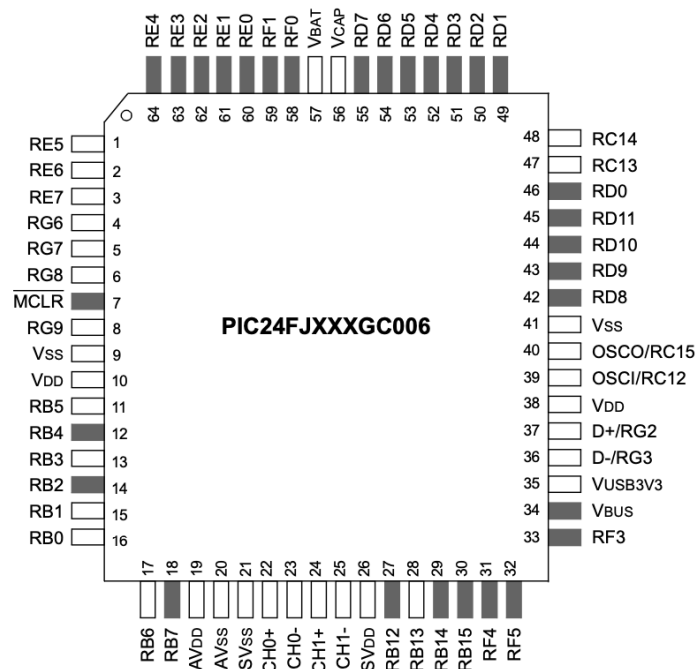 RE4 RE3 RE2 RE1 RE0 RF1 RF0 VBAT VCAP RD7 RD6 RD5 RD4 RD3 RD2 RD1
64 63 62 61 60 59 58 57 56 55 54 53 52 51 50 49
RE5 1
RE6 2
RE7 3
RG6 4
RG7 5
RG8 6
MCLR 7
RG9 8
VSS 9
VDD 10
RB5 11
RB4 12
RB3 13
RB2 14
RB1 15
RB0 16
PIC24FJXXXGC006
48 RC14
47 RC13
46 RD0
45 RD11
44 RD10
43 RD9
42 RD8
41 VSS
40 OSCO/RC15
39 OSCI/RC12
38 VDD
37 D+/RG2
36 D-/RG3
35 VUSB3V3
34 VBUS
33 RF3
17 18 19 20 21 22 23 24 25 26 27 28 29 30 31 32
RB6 RB7 AVDD AVSS SVSS CH0+ CH0- CH1+ CH1- SVDD RB12 RB13 RB14 RB15 RF4 RF5